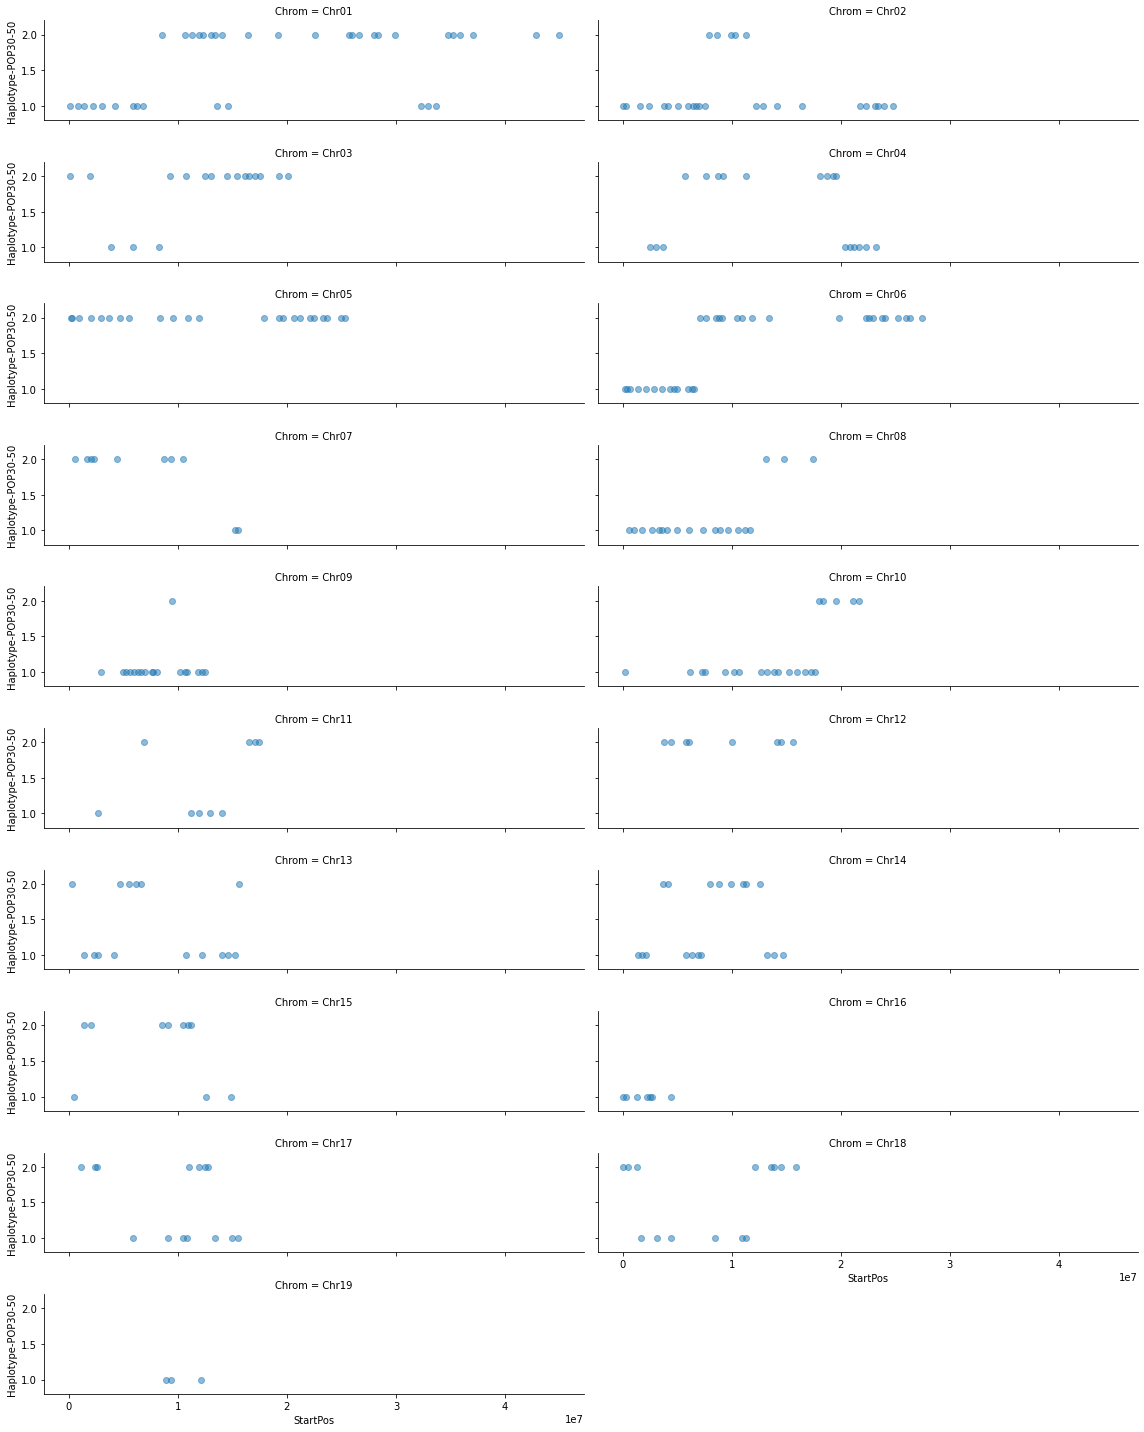 Chrom = Chr01
Chrom = Chr02
Haplotype-POP30-50
2.0
1.5
1.0
Chrom = Chr03
Chrom = Chr04
Haplotype-POP30-50
2.0
1.5
1.0
Chrom = Chr05
Chrom = Chr06
Haplotype-POP30-50
2.0
1.5
1.0
Chrom = Chr07
Chrom = Chr08
Haplotype-POP30-50
2.0
1.5
1.0
Chrom = Chr09
Chrom = Chr10
Haplotype-POP30-50
2.0
1.5
1.0
Chrom = Chr11
Chrom = Chr12
Haplotype-POP30-50
2.0
1.5
1.0
Chrom = Chr13
Chrom = Chr14
Haplotype-POP30-50
2.0
1.5
1.0
Chrom = Chr15
Chrom = Chr16
Haplotype-POP30-50
2.0
1.5
1.0
Chrom = Chr17
Chrom = Chr18
Haplotype-POP30-50
2.0
1.5
1.0
0 1 2 3 4
StartPos
1e7
Chrom = Chr19
Haplotype-POP30-50
2.0
1.5
1.0
0 1 2 3 4
StartPos
1e7